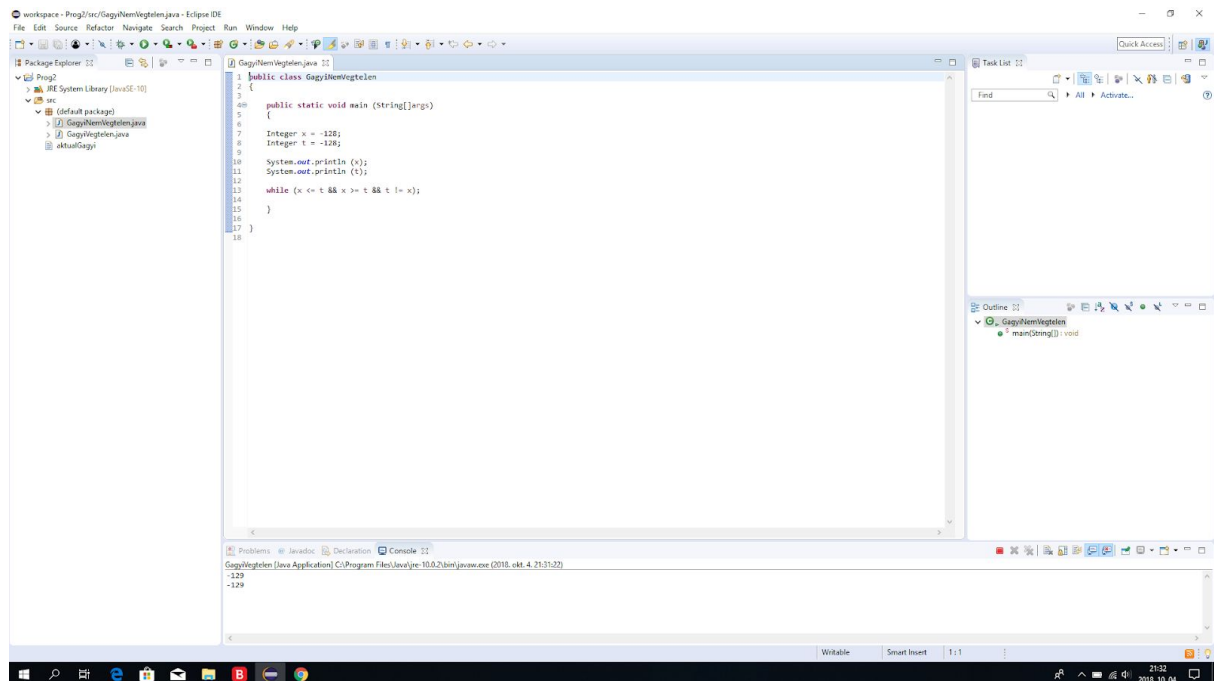 workspace - Prog2/src/GagyiNemVegtelen.java - Eclipse IDE
File Edit Source Refactor Navigate Search Project Run Window Help
Quick Access
Package Explorer
Prog2
JRE System Library [JavaSE-10]
src
(default package)
GagyiNemVegtelen.java
GagyiVegtelen.java
aktualGagyi
GagyiNemVegtelen.java
1 public class GagyiNemVegtelen
2 {
3
4 public static void main (String[]args)
5 {
6
7 Integer x = -128;
8 Integer t = -128;
9
10 System.out.println (x);
11 System.out.println (t);
12
13 while (x <= t && x >= t && t != x);
14
15 }
16
17 }
18
Task List
Find All Activate...
Outline
GagyiNemVegtelen
main(String[]) : void
Problems Javadoc Declaration Console
GagyiVegtelen [Java Application] C:\Program Files\Java\jre-10.0.2\bin\javaw.exe (2018. okt. 4. 21:31:22)
-129
-129
Writable Smart Insert 1 : 1
21:32
2018. 10. 04.